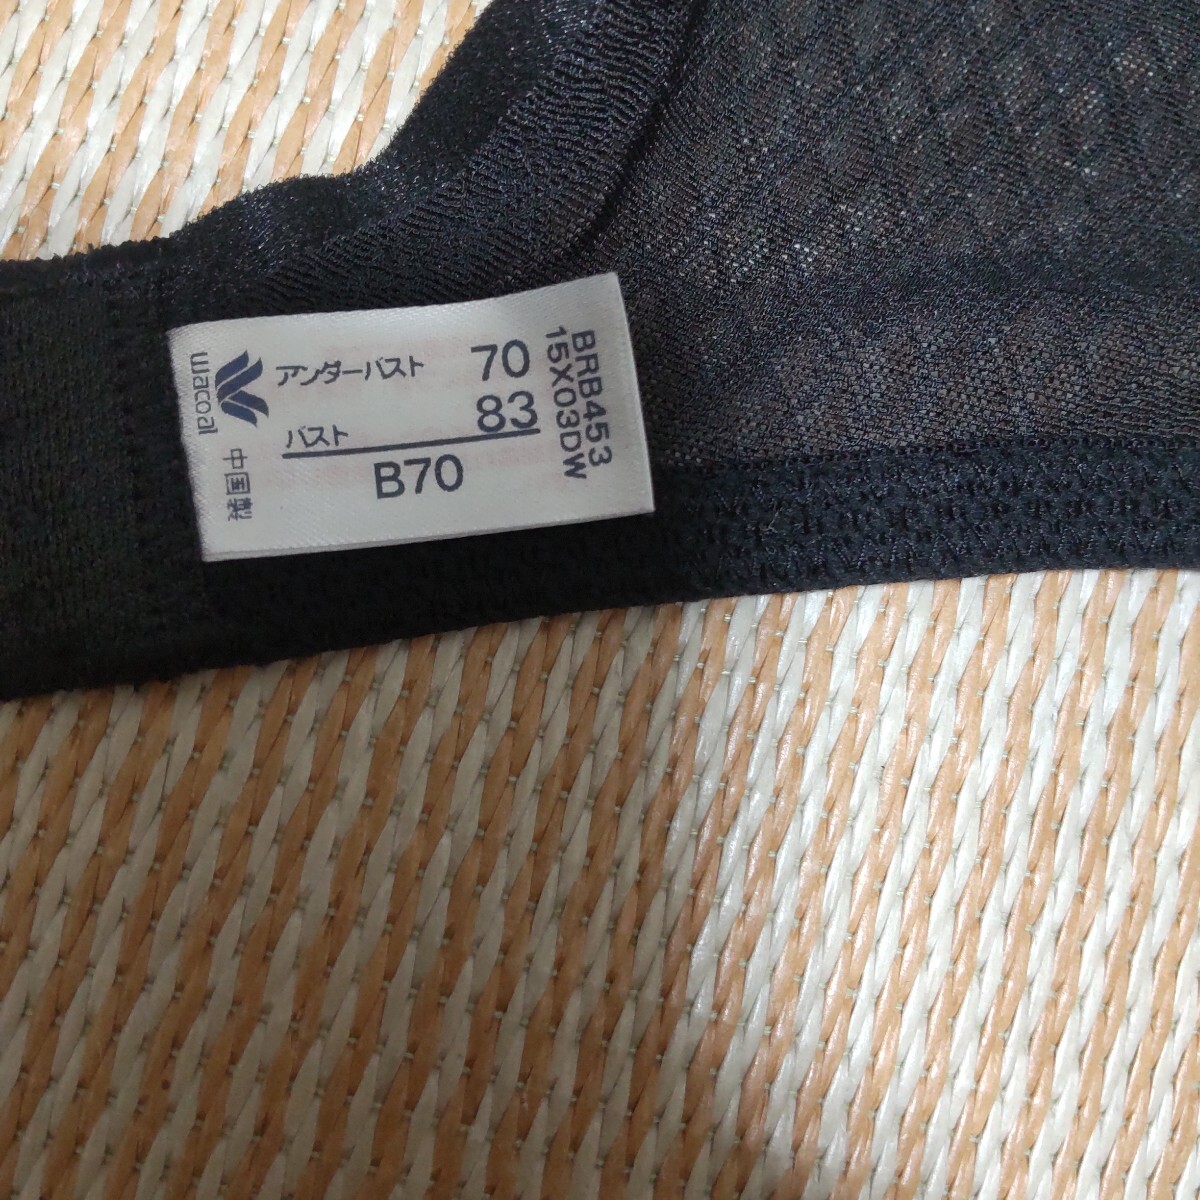 アンダーバスト 70
バスト 83
B70
Wacoal 中国製
BRB453
15X03DW